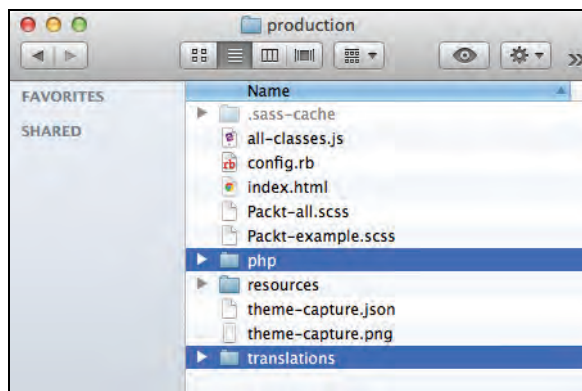 production
FAVORITES
SHARED
Name
.sass-cache
all-classes.js
rb config.rb
index.html
Packt-all.scss
Packt-example.scss
php
resources
theme-capture.json
theme-capture.png
translations